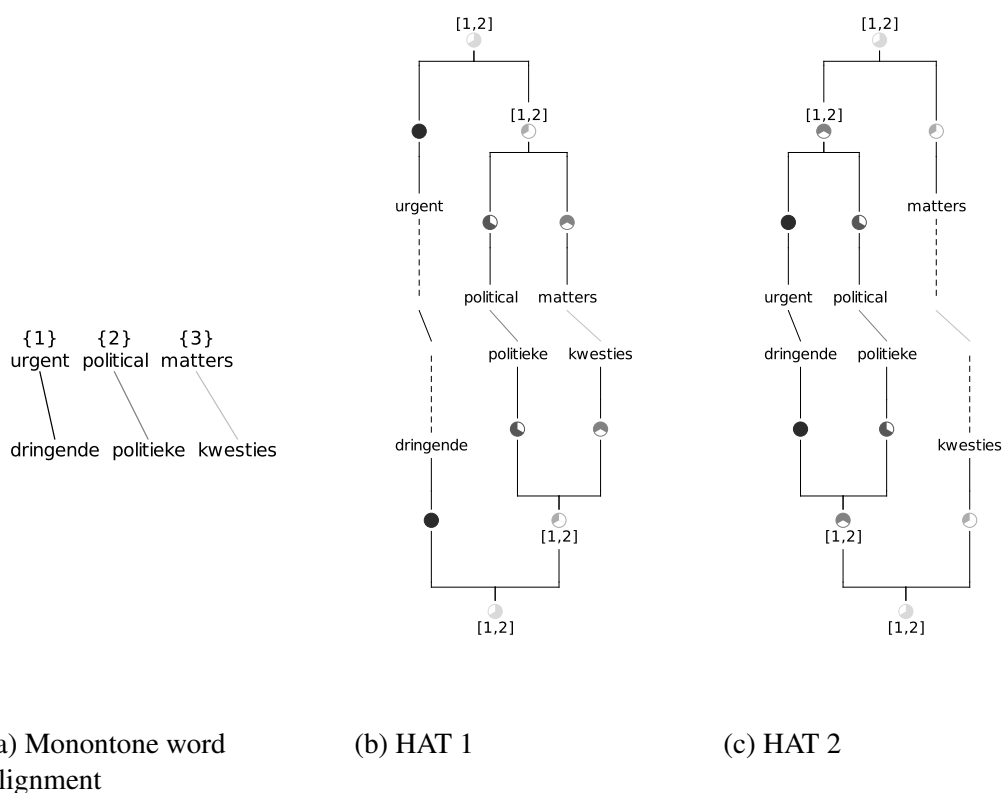 {1} {2} {3}
urgent political matters
dringende politieke kwesties
a) Monontone word
lignment
[1,2]
[1,2]
urgent
political matters
politieke kwesties
dringende
[1,2]
[1,2]
(b) HAT 1
[1,2]
[1,2]
matters
urgent political
dringende politieke
kwesties
[1,2]
[1,2]
(c) HAT 2